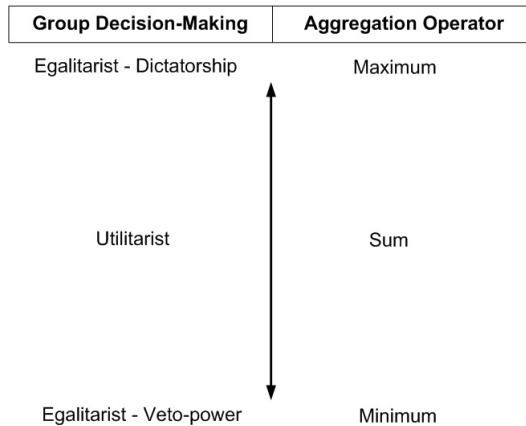 Group Decision-Making Aggregation Operator
Egalitarist - Dictatorship Maximum
Utilitarist Sum
Egalitarist - Veto-power Minimum